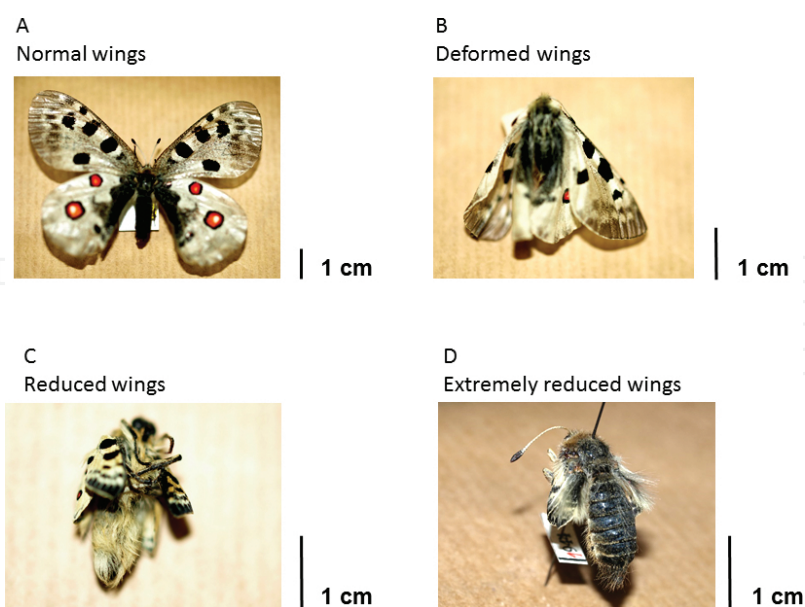 A
Normal wings
B
Deformed wings
1 cm
1 cm
C
Reduced wings
D
Extremely reduced wings
1 cm
1 cm